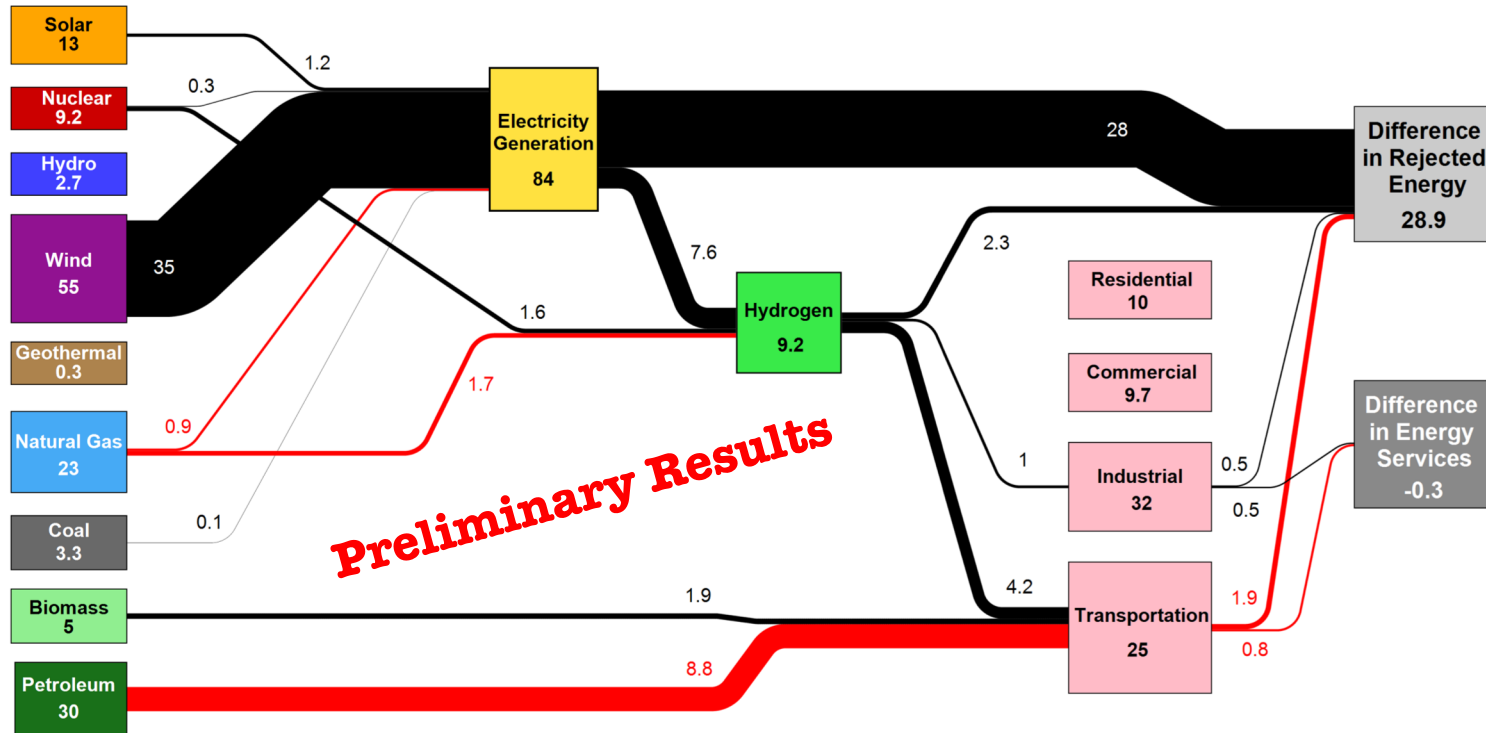 Solar
13
1.2
0.3
Nuclear
9.2
Hydro
2.7
Wind
55
35
Geothermal
0.3
Natural Gas
23
0.9
1.7
Coal
3.3
0.1
Biomass
5
1.9
Petroleum
30
8.8
Electricity
Generation
84
28
7.6
1.6
Hydrogen
9.2
2.3
1
4.2
Preliminary Results
Residential
10
Commercial
9.7
Industrial
32
0.5
0.5
Transportation
25
1.9
0.8
Difference
in Rejected
Energy
28.9
Difference
in Energy
Services
-0.3